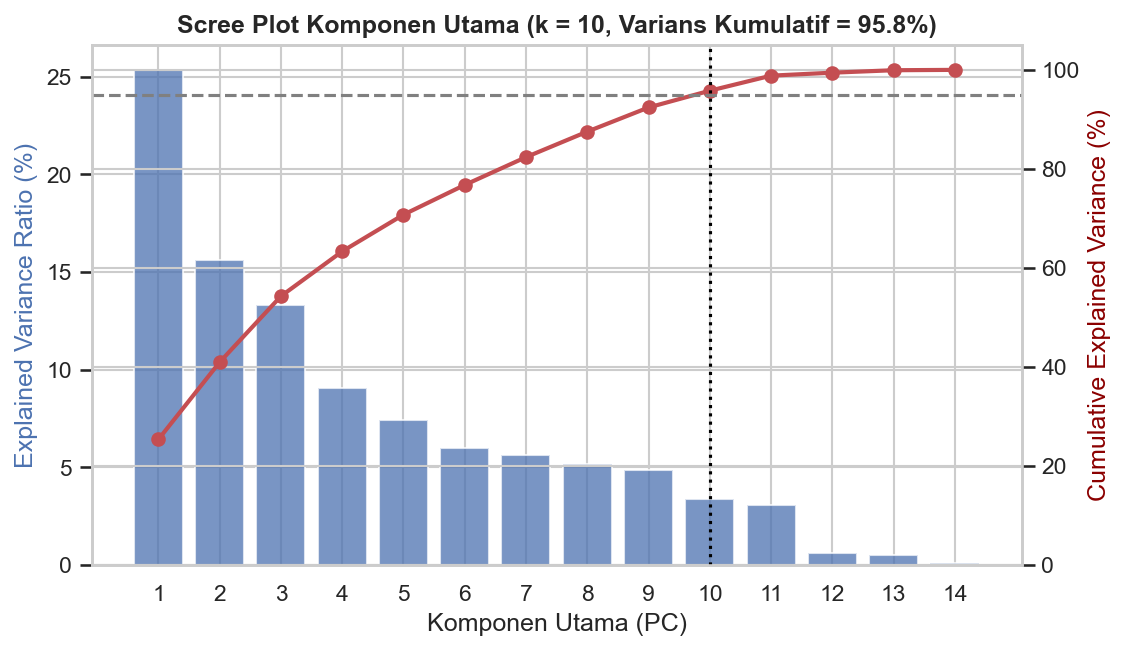 Scree Plot Komponen Utama (k = 10, Varians Kumulatif = 95.8%)
Explained Variance Ratio (%)
25
20
15
10
5
0
100
80
60
40
20
0
Cumulative Explained Variance (%)
1 2 3 4 5 6 7 8 9 10 11 12 13 14
Komponen Utama (PC)